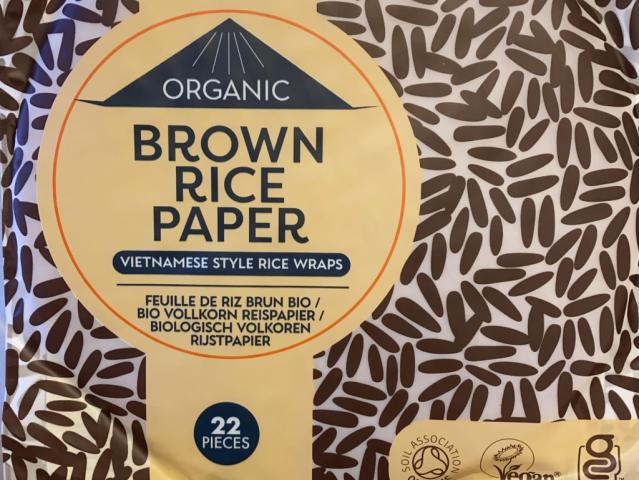 ORGANIC
BROWN
RICE
PAPER
VIETNAMESE STYLE RICE WRAPS
FEUILLE DE RIZ BRUN BIO /
BIO VOLLKORN REISPAPIER /
BIOLOGISCH VOLKOREN
RIJSTPAPIER
22
PIECES
SOIL ASSOCIATION
Vegan